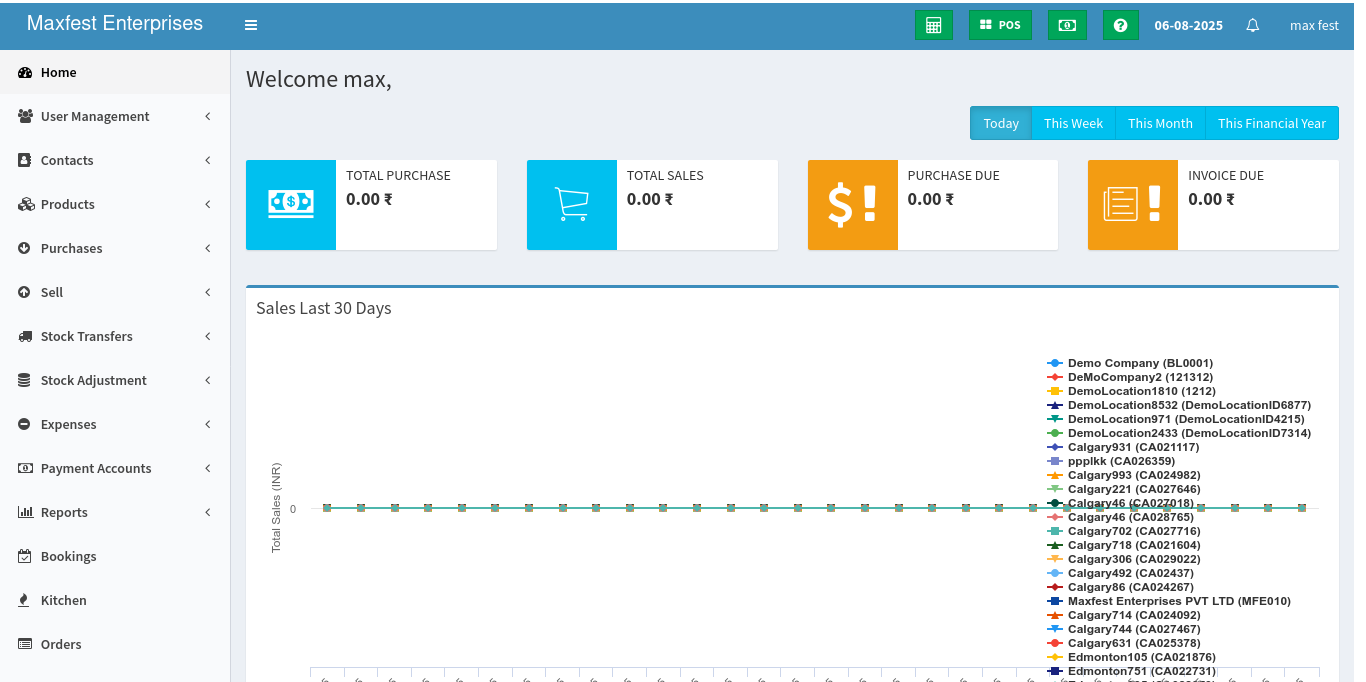 Maxfest Enterprises
POS
06-08-2025
max fest
Home
User Management
Contacts
Products
Purchases
Sell
Stock Transfers
Stock Adjustment
Expenses
Payment Accounts
Reports
Bookings
Kitchen
Orders
Welcome max,
Today
This Week
This Month
This Financial Year
TOTAL PURCHASE
0.00 ₹
TOTAL SALES
0.00 ₹
PURCHASE DUE
0.00 ₹
INVOICE DUE
0.00 ₹
Sales Last 30 Days
Total Sales (INR)
0
Demo Company (BL0001)
DeMoCompany2 (121312)
DemoLocation1810 (1212)
DemoLocation8532 (DemoLocationID6877)
DemoLocation971 (DemoLocationID4215)
DemoLocation2433 (DemoLocationID7314)
Calgary931 (CA021117)
ppplkk (CA026359)
Calgary993 (CA024982)
Calgary221 (CA027646)
Calgary46 (CA027018)
Calgary46 (CA028765)
Calgary702 (CA027716)
Calgary718 (CA021604)
Calgary306 (CA029022)
Calgary492 (CA02437)
Calgary86 (CA024267)
Maxfest Enterprises PVT LTD (MFE010)
Calgary714 (CA024092)
Calgary744 (CA027467)
Calgary631 (CA025378)
Edmonton105 (CA021876)
Edmonton751 (CA022731)